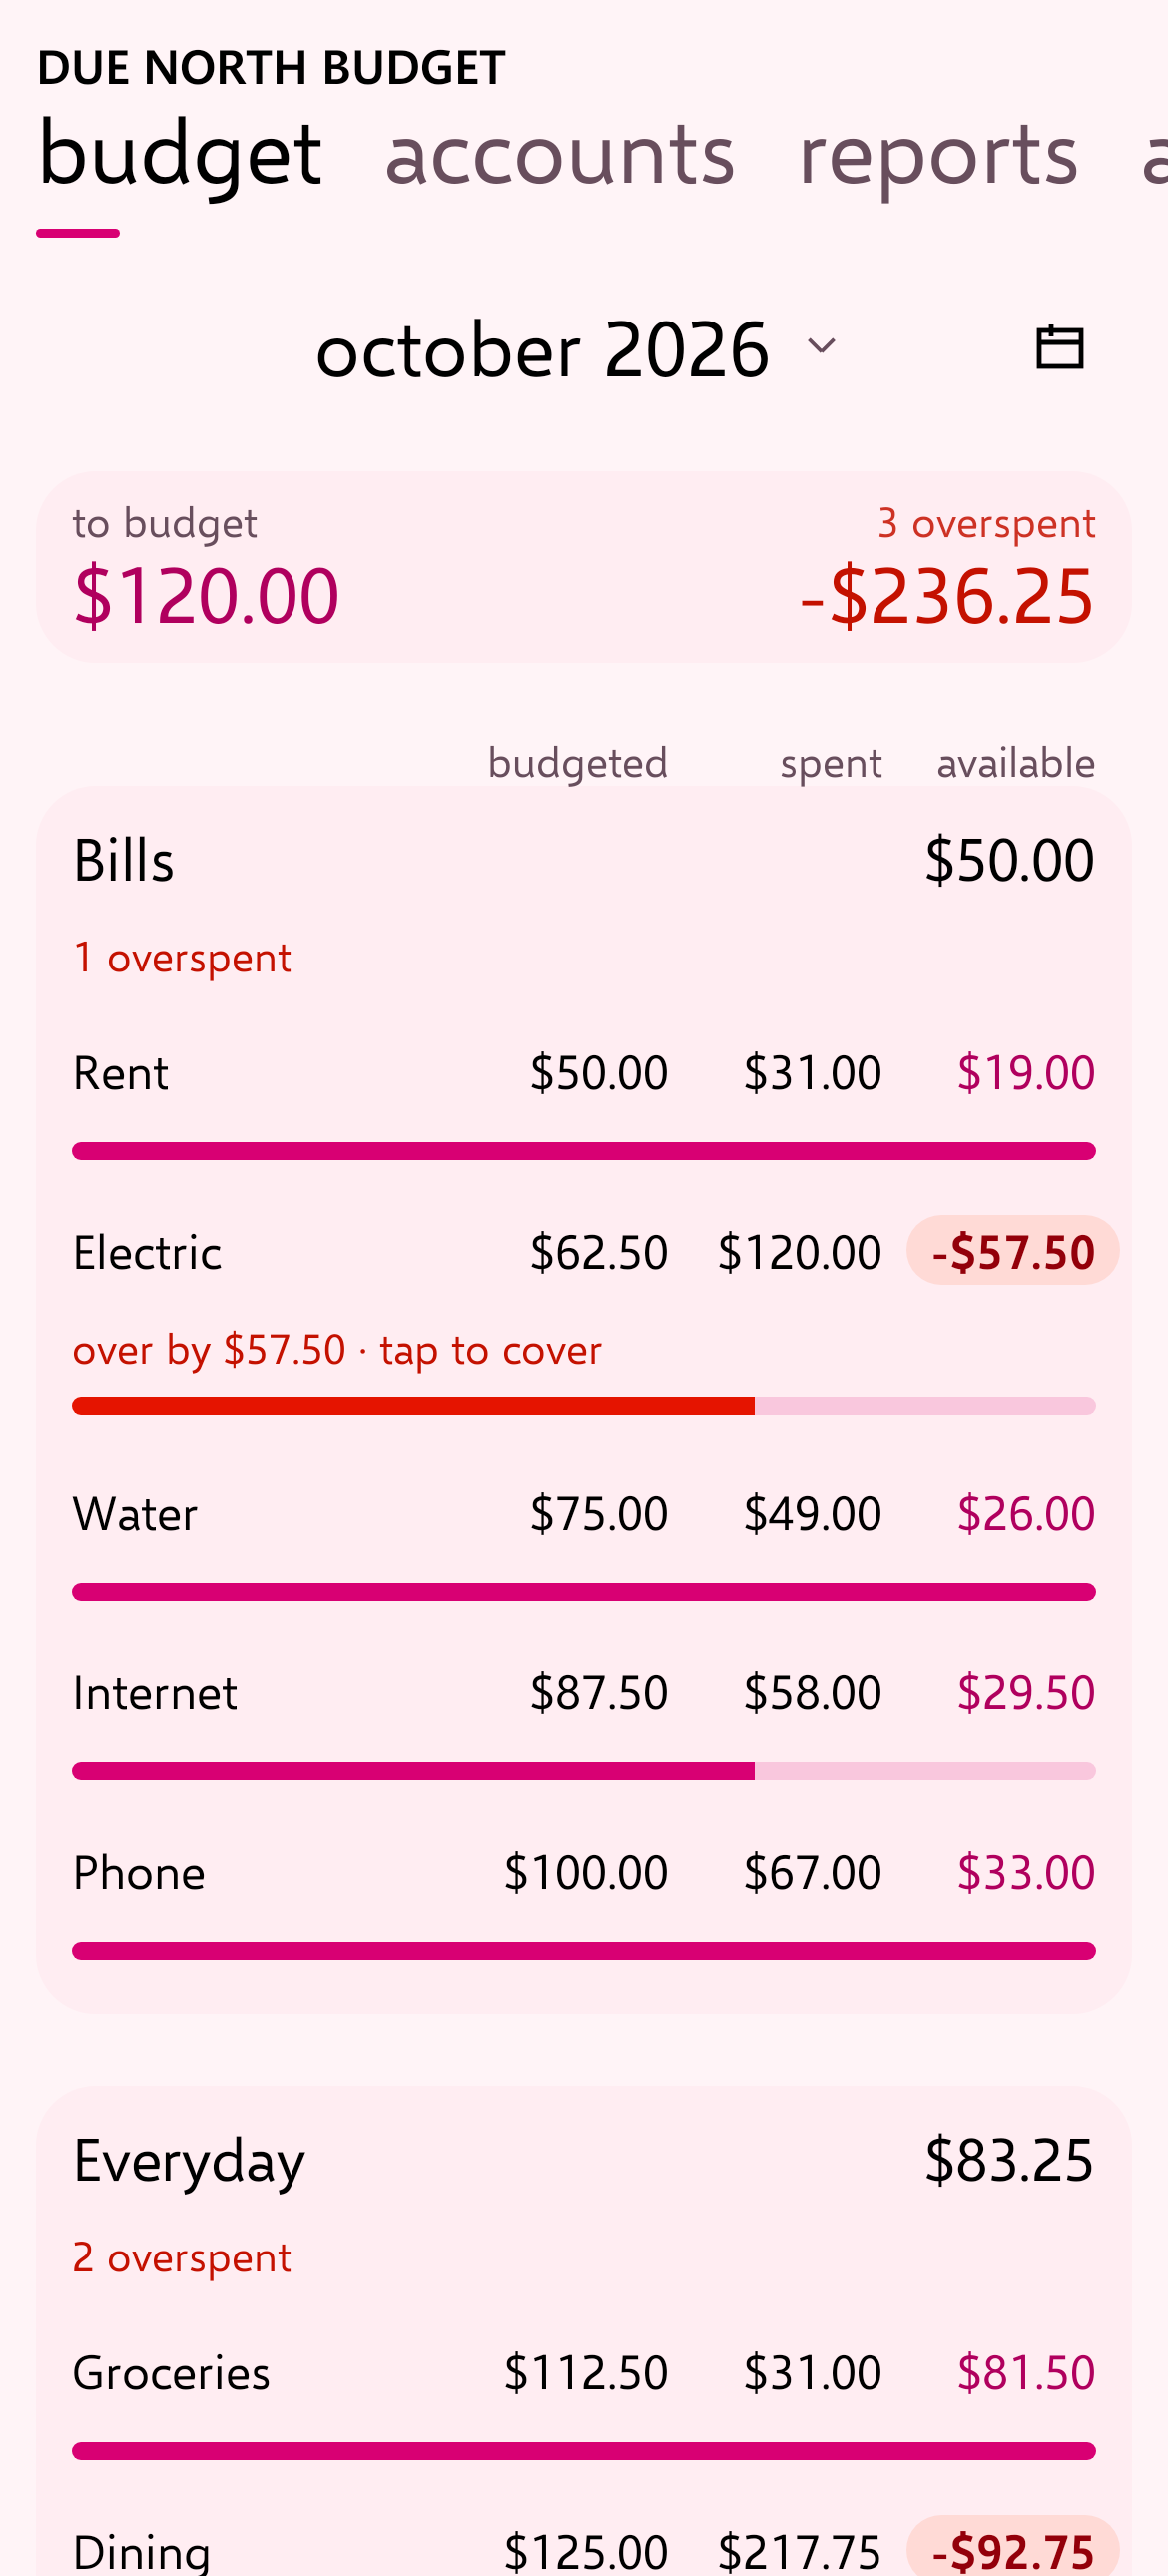 DUE NORTH BUDGET
budget accounts reports
october 2026
to budget 3 overspent
$120.00 -$236.25
budgeted spent available
Bills $50.00
1 overspent
Rent $50.00 $31.00 $19.00
Electric $62.50 $120.00 -$57.50
over by $57.50 · tap to cover
Water $75.00 $49.00 $26.00
Internet $87.50 $58.00 $29.50
Phone $100.00 $67.00 $33.00
Everyday $83.25
2 overspent
Groceries $112.50 $31.00 $81.50
Dining $125.00 $217.75 -$92.75